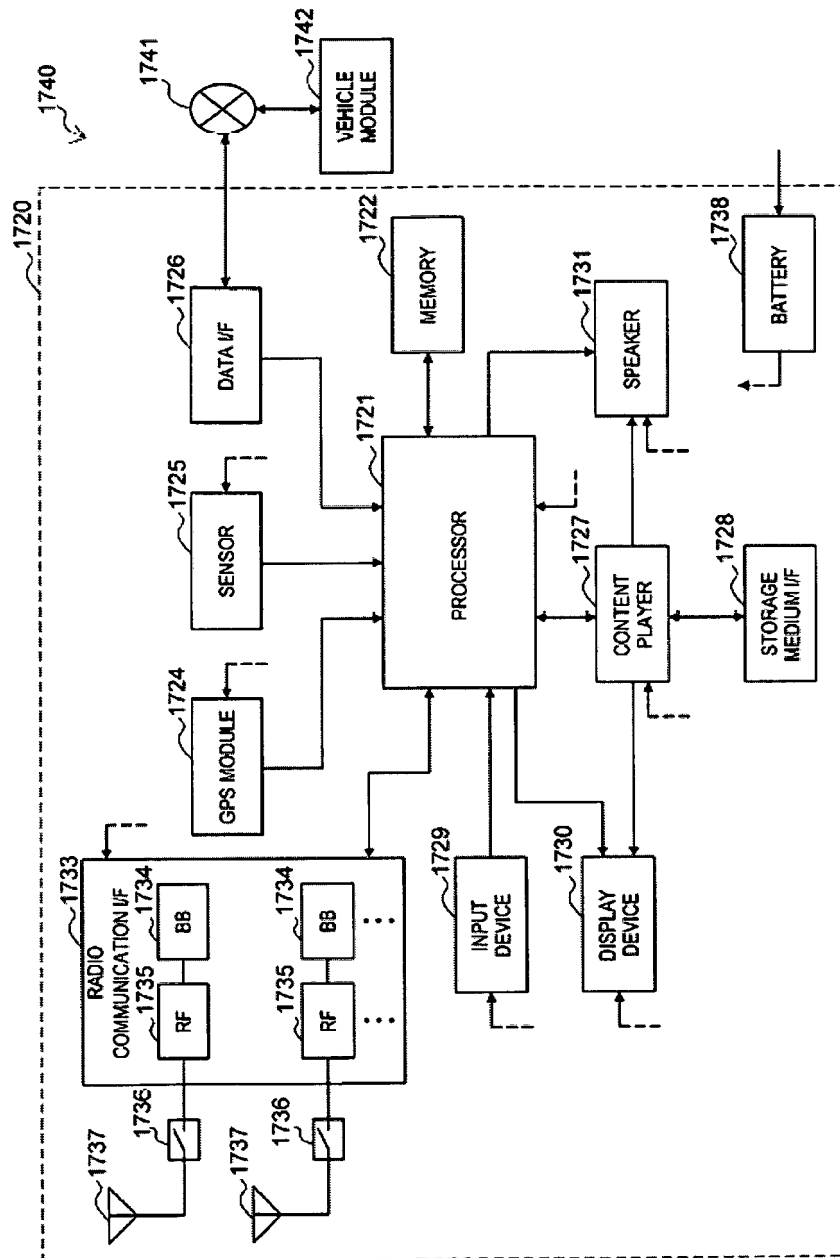 1740
1741
1742
VEHICLE
MODULE
1720
1726
DATA I/F
1722
MEMORY
1731
SPEAKER
1738
BATTERY
1725
SENSOR
1721
PROCESSOR
1727
CONTENT
PLAYER
1728
STORAGE
MEDIUM I/F
1724
GPS MODULE
1733
RADIO
COMMUNICATION I/F
1734
BB
1735
RF
1734
BB
1735
RF
1729
INPUT
DEVICE
1730
DISPLAY
DEVICE
1736
1736
1737
1737